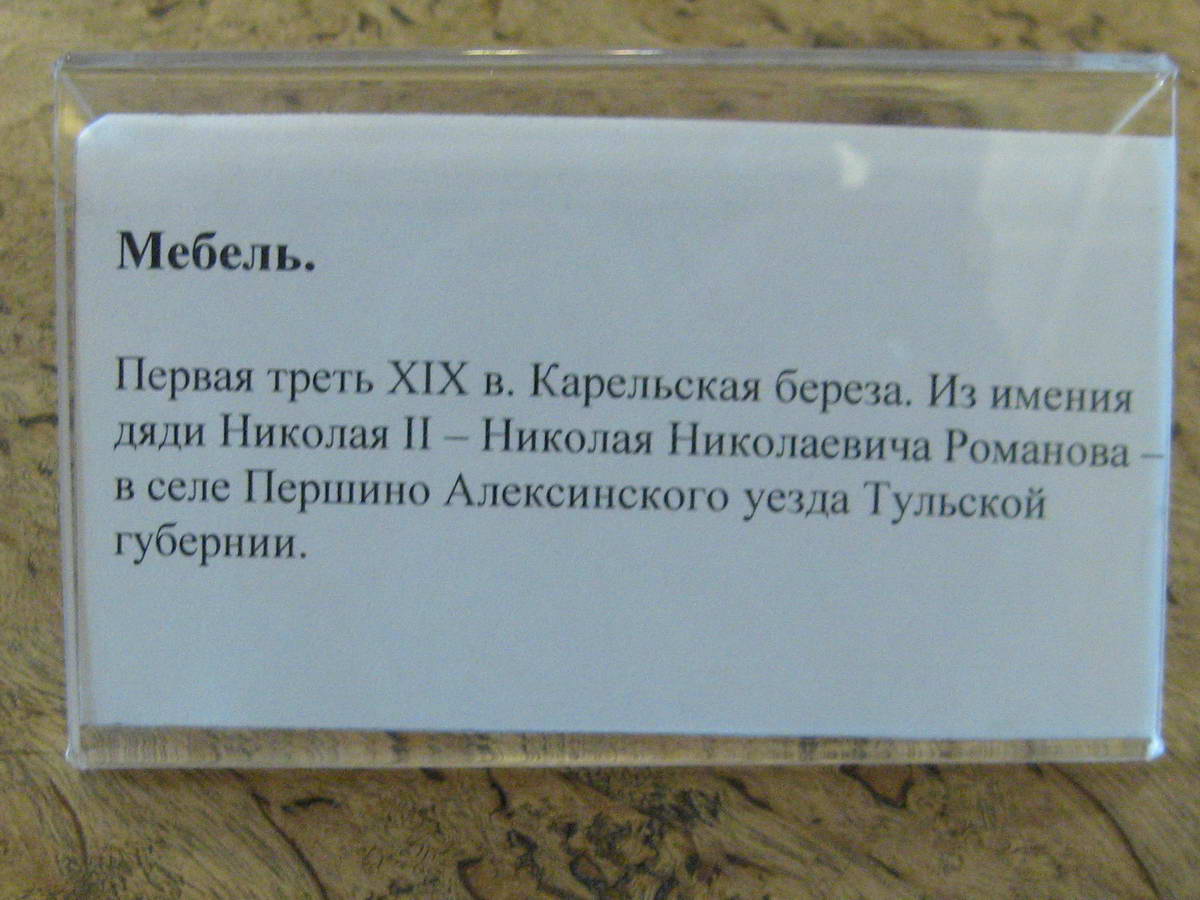 Мебель.
Первая треть XIX в. Карельская береза. Из имения
дяди Николая II – Николая Николаевича Романова –
в селе Першино Алексинского уезда Тульской
губернии.